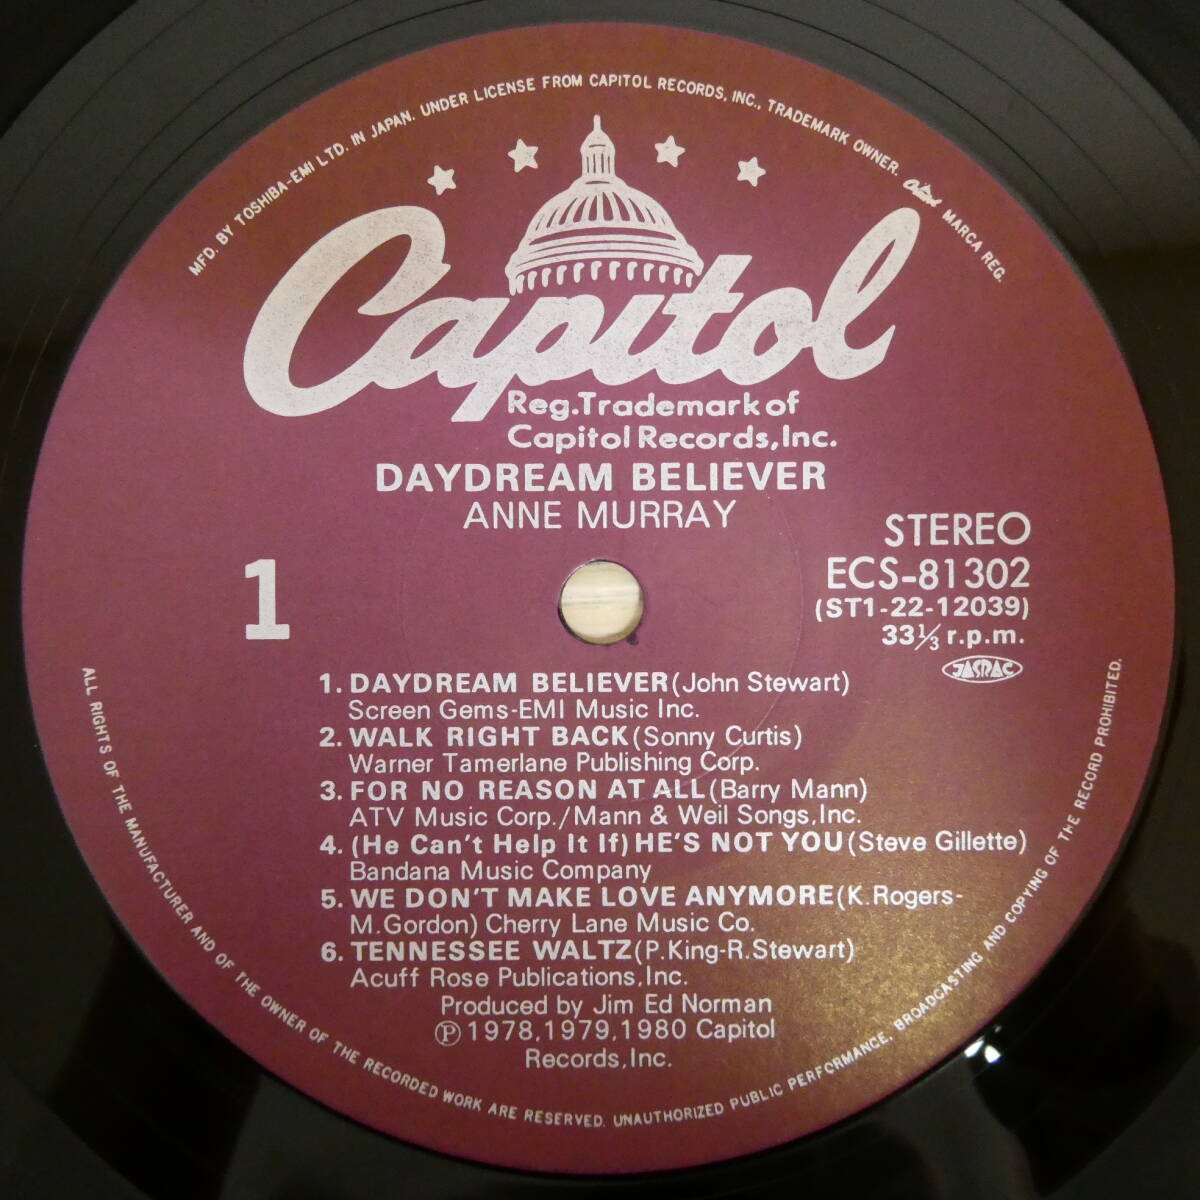 MFD. BY TOSHIBA-EMI LTD. IN JAPAN. UNDER LICENSE FROM CAPITOL RECORDS, INC., TRADEMARK OWNER. Capitol MARCA REG.
Capitol
Reg.Trademark of
Capitol Records,Inc.
DAYDREAM BELIEVER
ANNE MURRAY
STEREO
ECS-81302
(ST1-22-12039)
33⅓ r.p.m.
JASRAC
1
1. DAYDREAM BELIEVER (John Stewart)
Screen Gems-EMI Music Inc.
2. WALK RIGHT BACK (Sonny Curtis)
Warner Tamerlane Publishing Corp.
3. FOR NO REASON AT ALL (Barry Mann)
ATV Music Corp./Mann & Weil Songs,Inc.
4. (He Can't Help It If) HE'S NOT YOU (Steve Gillette)
Bandana Music Company
5. WE DON'T MAKE LOVE ANYMORE (K.Rogers-
M.Gordon) Cherry Lane Music Co.
6. TENNESSEE WALTZ (P.King-R.Stewart)
Acuff Rose Publications,Inc.
Produced by Jim Ed Norman
℗ 1978,1979,1980 Capitol
Records,Inc.
ALL RIGHTS OF THE MANUFACTURER AND OF THE OWNER OF THE RECORDED WORK ARE RESERVED. UNAUTHORIZED PUBLIC PERFORMANCE, BROADCASTING AND COPYING OF THE RECORD PROHIBITED.